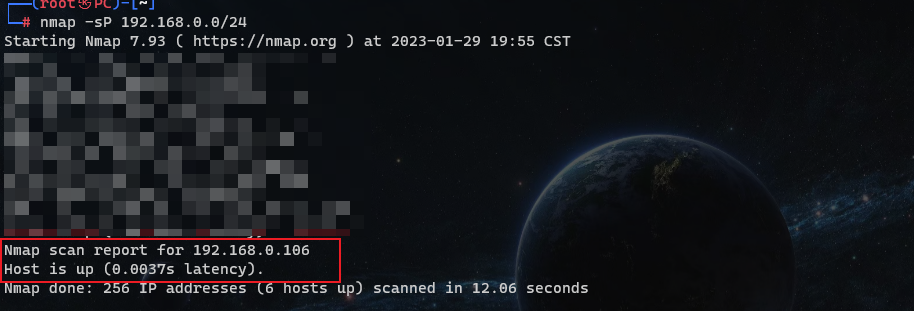 (root㉿PC)-[~]
# nmap -sP 192.168.0.0/24
Starting Nmap 7.93 ( https://nmap.org ) at 2023-01-29 19:55 CST
Nmap scan report for 192.168.0.106
Host is up (0.0037s latency).
Nmap done: 256 IP addresses (6 hosts up) scanned in 12.06 seconds